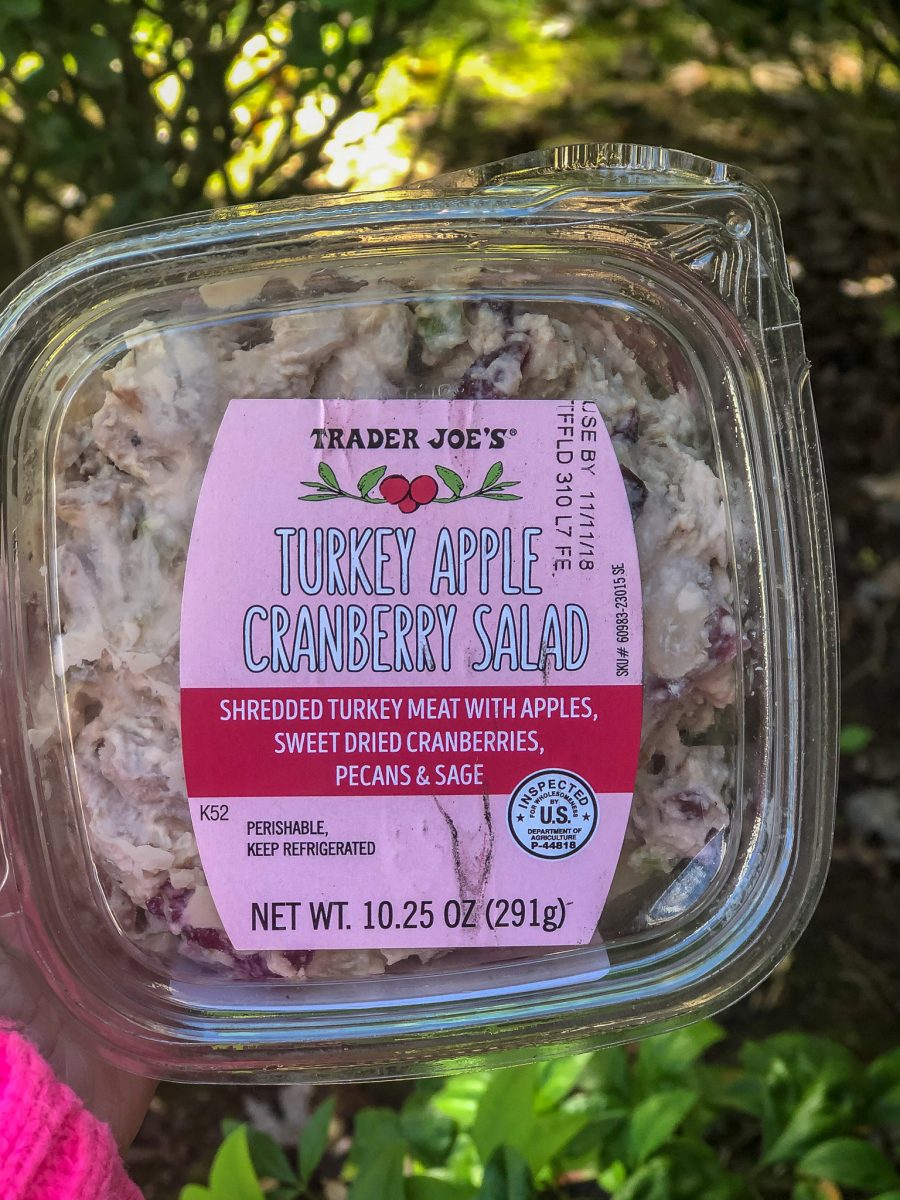 TRADER JOE'S®
TURKEY APPLE
CRANBERRY SALAD
SHREDDED TURKEY MEAT WITH APPLES,
SWEET DRIED CRANBERRIES,
PECANS & SAGE
K52
PERISHABLE,
KEEP REFRIGERATED
NET WT. 10.25 OZ (291g)
INSPECTED
FOR WHOLESOMENESS
BY
U.S.
DEPARTMENT OF
AGRICULTURE
P-44816
USE BY 11/11/18
TFFLD 310 L7 FE
SKU# 60983-23015 SE